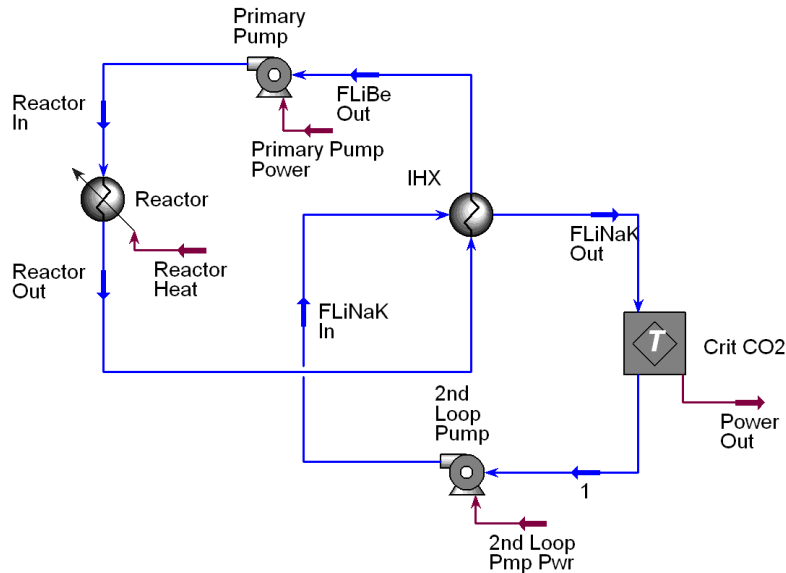 Primary
Pump
FLiBe
Out
Reactor
In
Primary Pump
Power
IHX
Reactor
FLiNaK
Out
Reactor
Out
Reactor
Heat
FLiNaK
In
T
Crit CO2
2nd
Loop
Pump
Power
Out
1
2nd Loop
Pmp Pwr